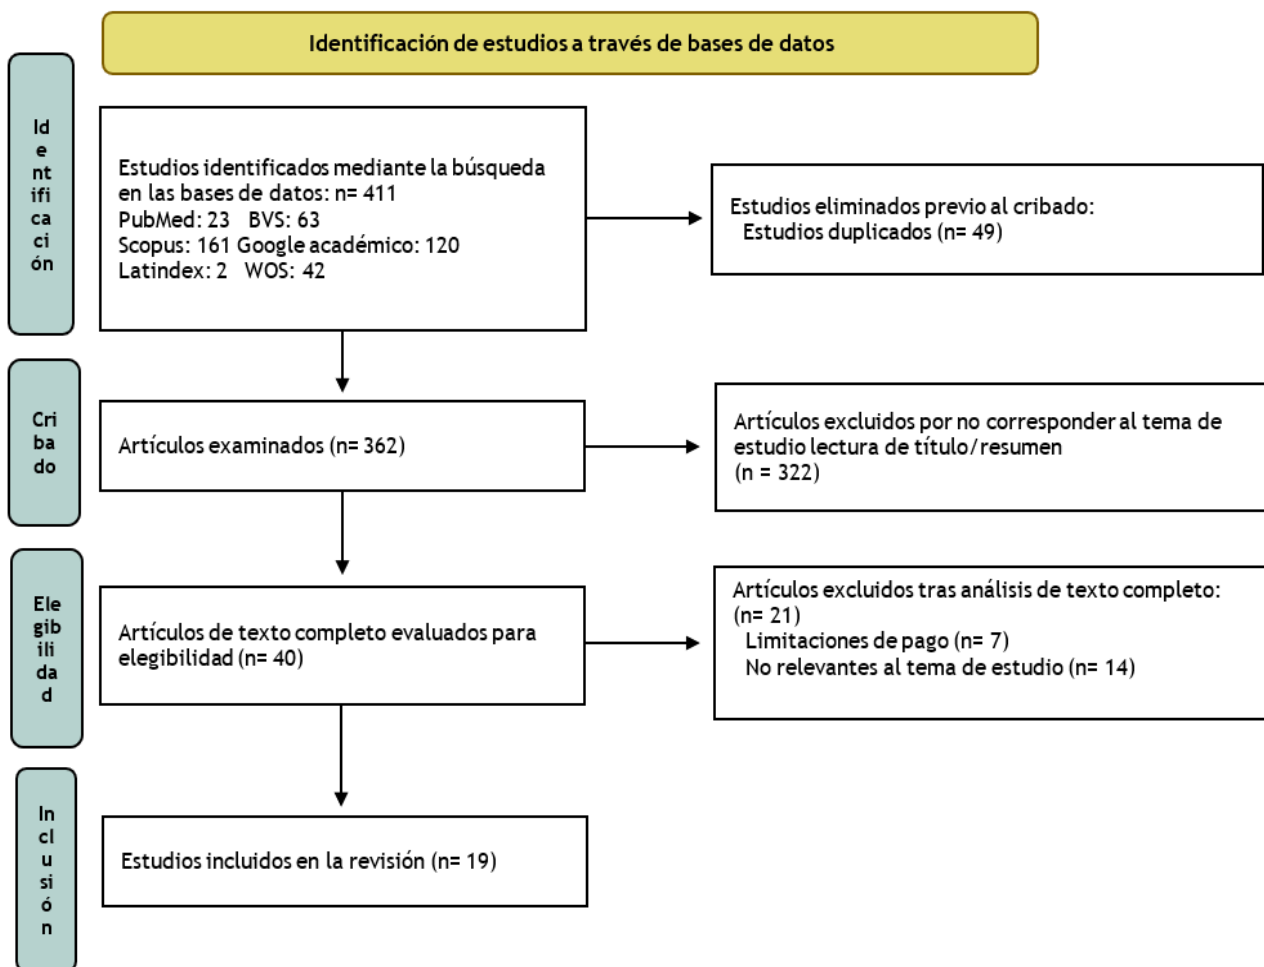 Identificación de estudios a través de bases de datos
Id
e
nt
ifi
ca
ci
ón
Estudios identificados mediante la búsqueda
en las bases de datos: n= 411
PubMed: 23 BVS: 63
Scopus: 161 Google académico: 120
Latindex: 2 WOS: 42
Estudios eliminados previo al cribado:
Estudios duplicados (n= 49)
Cri
ba
do
Artículos examinados (n= 362)
Artículos excluidos por no corresponder al tema de
estudio lectura de título/resumen
(n = 322)
Ele
gib
ili
da
d
Artículos de texto completo evaluados para
elegibilidad (n= 40)
Artículos excluidos tras análisis de texto completo:
(n= 21)
Limitaciones de pago (n= 7)
No relevantes al tema de estudio (n= 14)
In
cl
u
si
ó
n
Estudios incluidos en la revisión (n= 19)